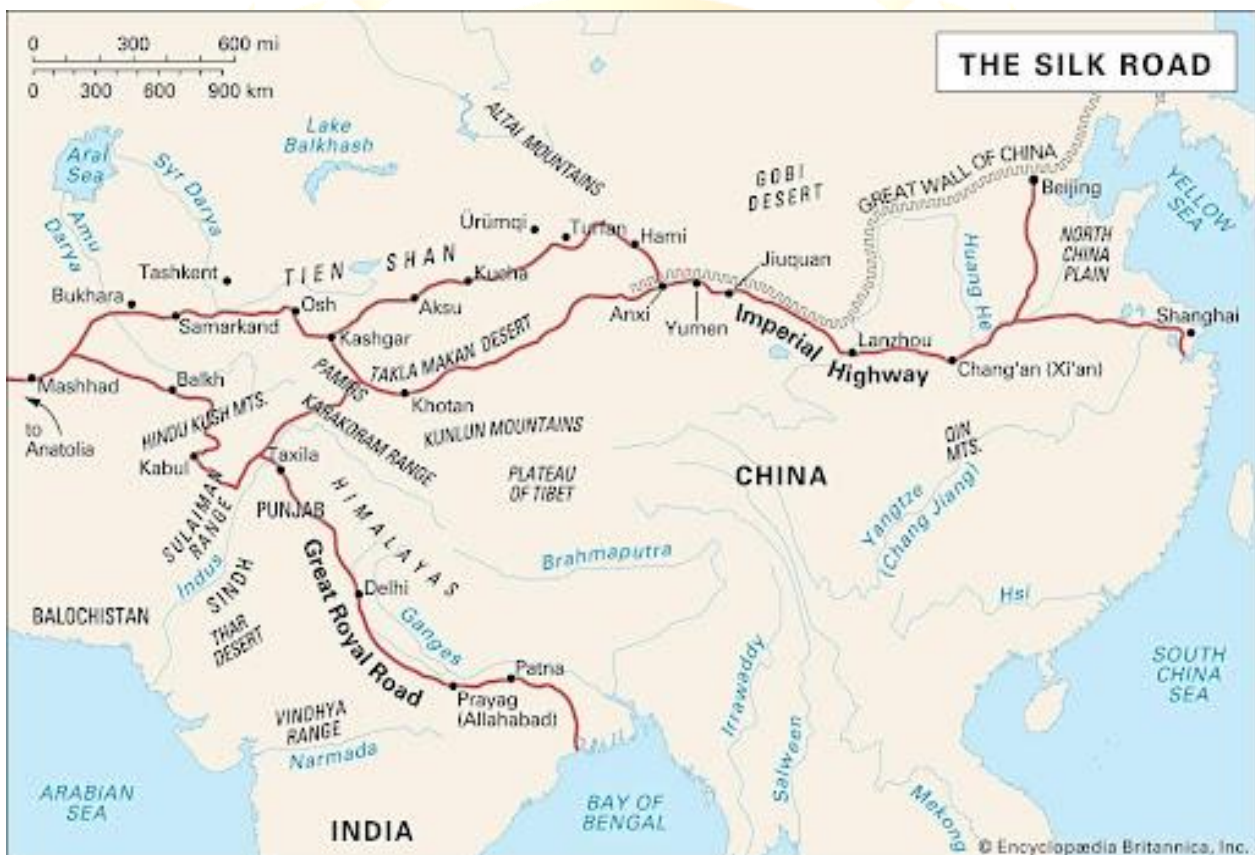 THE SILK ROAD
0 300 600 mi
0 300 600 900 km
Aral
Sea
Syr Darya
Lake
Balkhash
ALTAI MOUNTAINS
GOBI
DESERT
GREAT WALL OF CHINA
Beijing
YELLOW
SEA
Amu
Darya
Ürümqi
Turfan
Hami
Huang He
NORTH
CHINA
PLAIN
Tashkent
TIEN SHAN
Kucha
Jiuquan
Bukhara
Osh
Aksu
Anxi
Yumen
Imperial
Highway
Lanzhou
Shanghai
Samarkand
Kashgar
TAKLA MAKAN DESERT
Chang'an (Xi'an)
Mashhad
Balkh
PAMIRS
Khotan
to
Anatolia
HINDU KUSH MTS.
KARAKORAM RANGE
KUNLUN MOUNTAINS
QIN
MTS.
Kabul
Taxila
PLATEAU
OF TIBET
CHINA
SULAIMAN
RANGE
PUNJAB
HIMALAYAS
Yangtze
(Chang Jiang)
Indus
SINDH
Great Royal Road
Brahmaputra
BALOCHISTAN
Delhi
Hsi
THAR
DESERT
Ganges
Patna
Prayag
(Allahabad)
SOUTH
CHINA
SEA
VINDHYA
RANGE
Narmada
Irrawaddy
Salween
Mekong
ARABIAN
SEA
INDIA
BAY OF
BENGAL
© Encyclopædia Britannica, Inc.